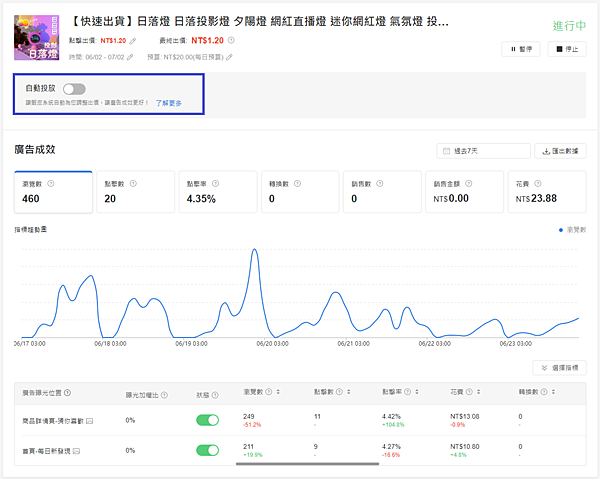 【快速出貨】日落燈 日落投影燈 夕陽燈 網紅直播燈 迷你網紅燈 氣氛燈 投...
進行中
點擊出價: NT$1.20 最終出價: NT$1.20
時間: 06/02 - 07/02 預算: NT$20.00(每日預算)
暫停 停止
日落燈
自動投放
讓蝦皮系統自動為您調整出價，讓廣告成效更好！ 了解更多
廣告成效
過去7天 匯出數據
瀏覽數 點擊數 點擊率 轉換數 銷售數 銷售金額 花費
460 20 4.35% 0 0 NT$0.00 NT$23.88
指標趨勢圖 瀏覽數
06/17 03:00 06/18 03:00 06/19 03:00 06/20 03:00 06/21 03:00 06/22 03:00 06/23 03:00
選擇指標
廣告曝光位置 曝光加權比 狀態 瀏覽數 點擊數 點擊率 花費 轉換數
商品詳情頁-猜你喜歡 0% 249 11 4.42% NT$13.08 0
-51.2% - +104.8% -0.9% -
首頁-每日新發現 0% 211 9 4.27% NT$10.80 0
+19.9% - -16.6% +4.8% -